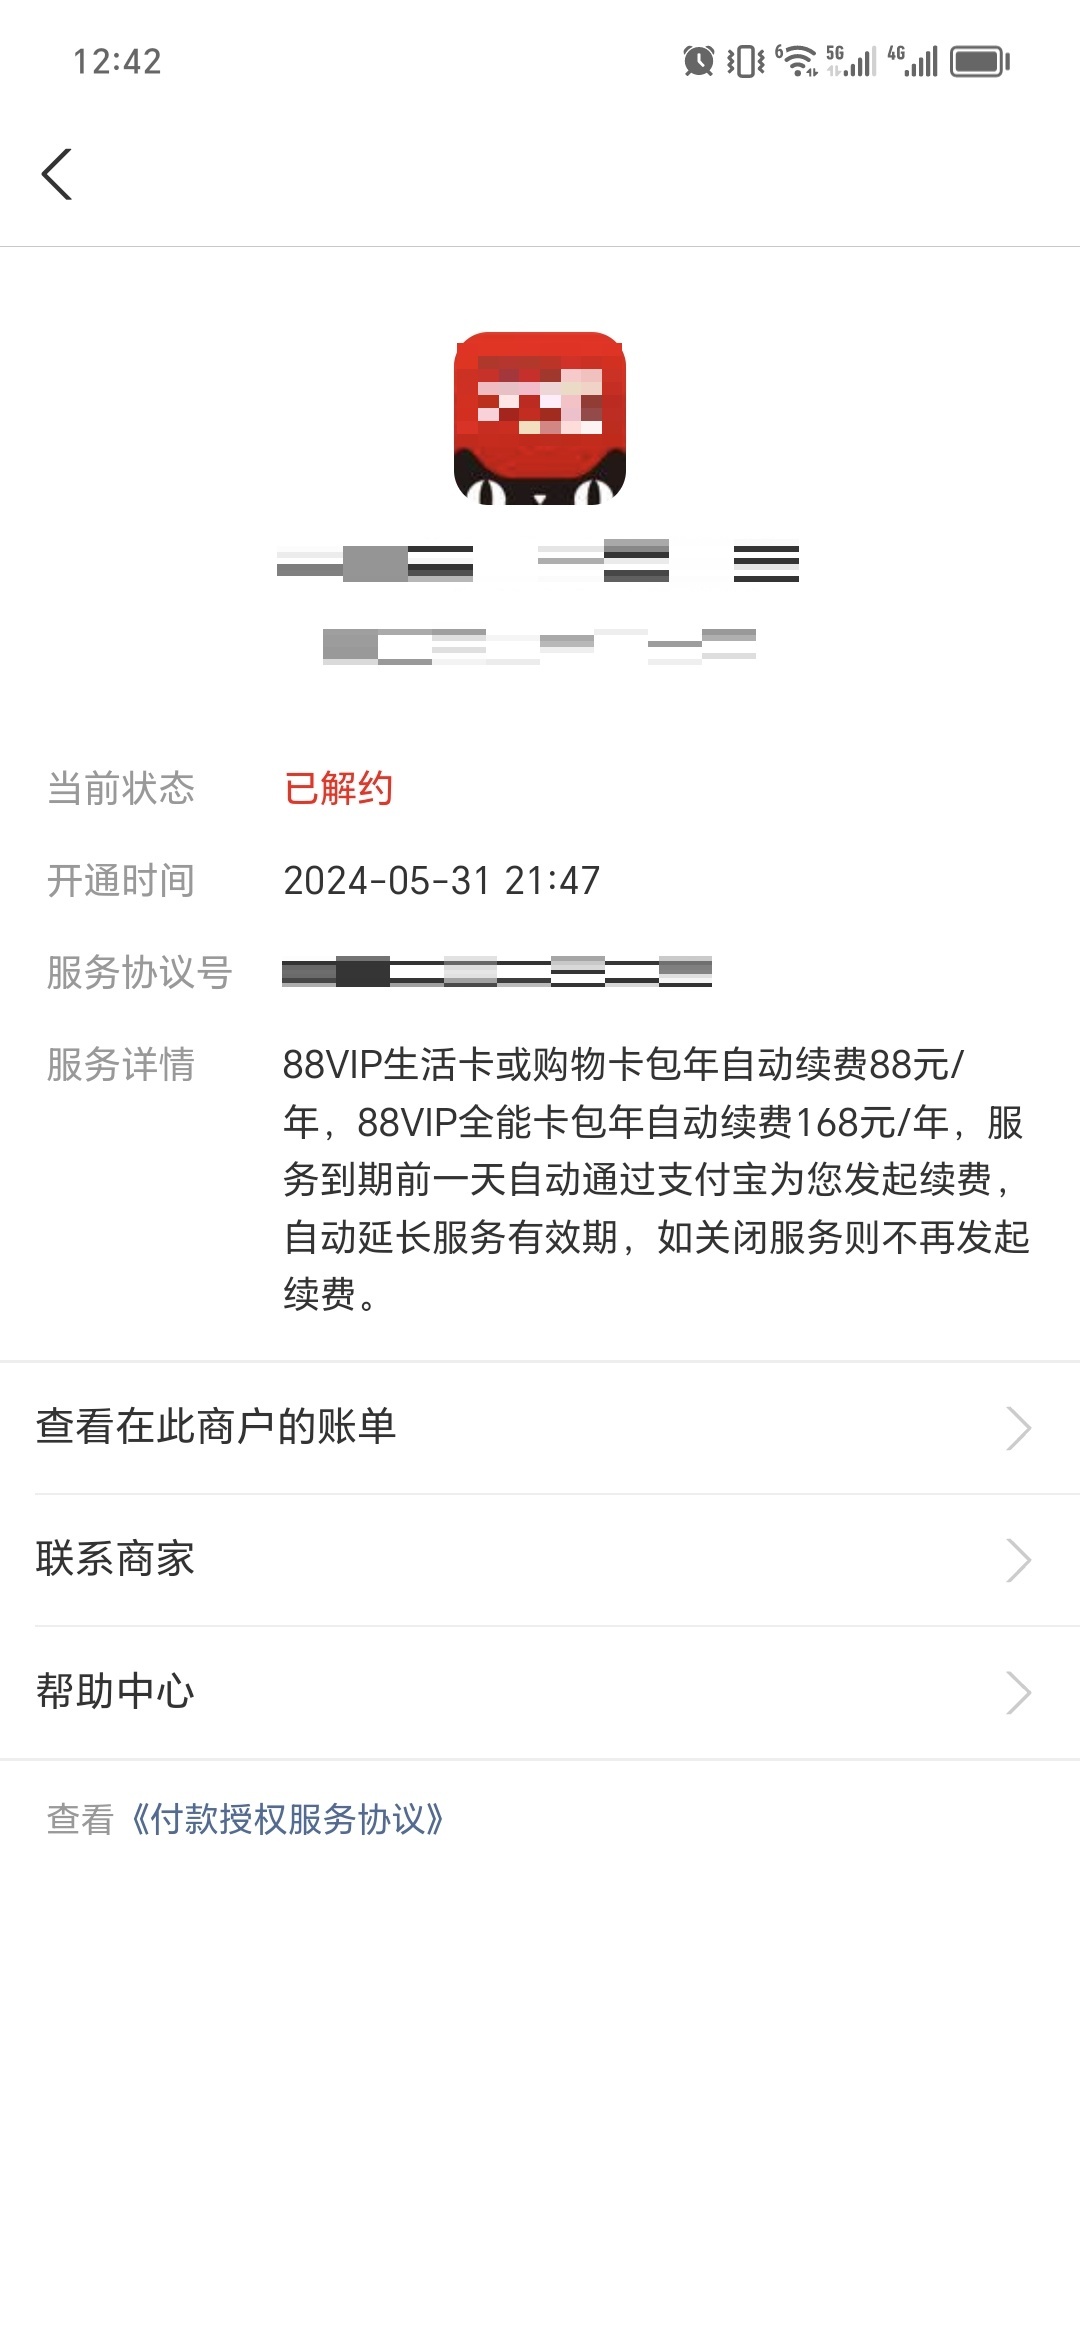 12:42
6
5G
4G
当前状态
已解约
开通时间
2024-05-31 21:47
服务协议号
服务详情
88VIP生活卡或购物卡包年自动续费88元/
年，88VIP全能卡包年自动续费168元/年，服
务到期前一天自动通过支付宝为您发起续费，
自动延长服务有效期，如关闭服务则不再发起
续费。
查看在此商户的账单
联系商家
帮助中心
查看《付款授权服务协议》